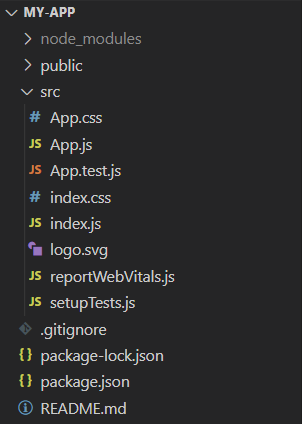 MY-APP
node_modules
public
src
# App.css
JS App.js
JS App.test.js
# index.css
JS index.js
logo.svg
JS reportWebVitals.js
JS setupTests.js
.gitignore
{} package-lock.json
{} package.json
README.md